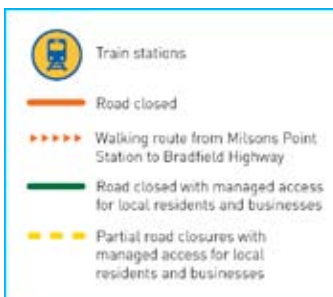 Train stations
Road closed
Walking route from Milsons Point
Station to Bradfield Highway
Road closed with managed access
for local residents and businesses
Partial road closures with
managed access for local
residents and businesses